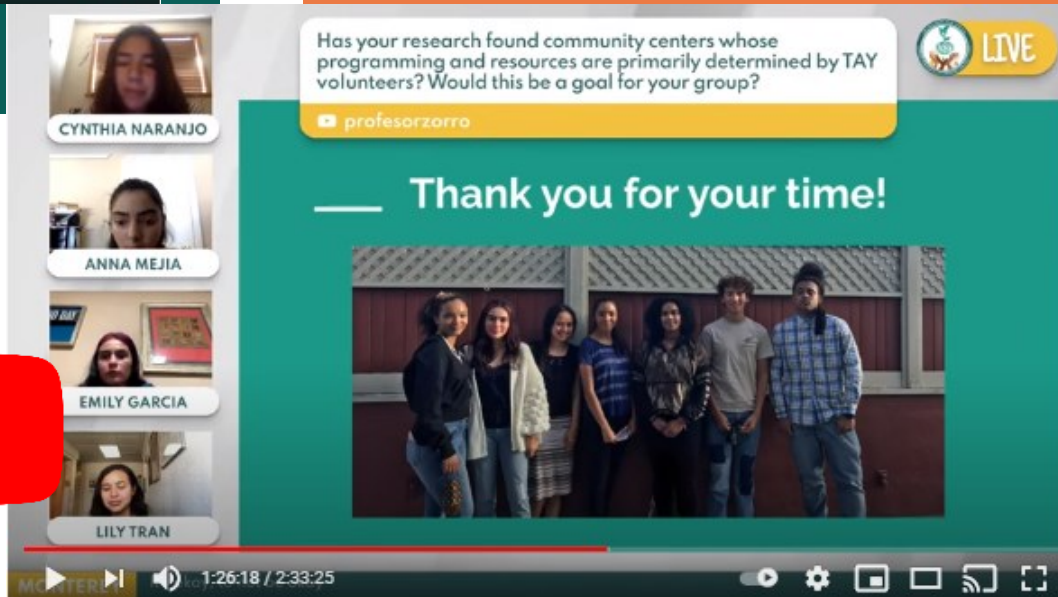 Has your research found community centers whose
programming and resources are primarily determined by TAY
volunteers? Would this be a goal for your group?
profesorzorro
LIVE
CYNTHIA NARANJO
ANNA MEJIA
EMILY GARCIA
LILY TRAN
Thank you for your time!
1:26:18 / 2:33:25
MONTEREY